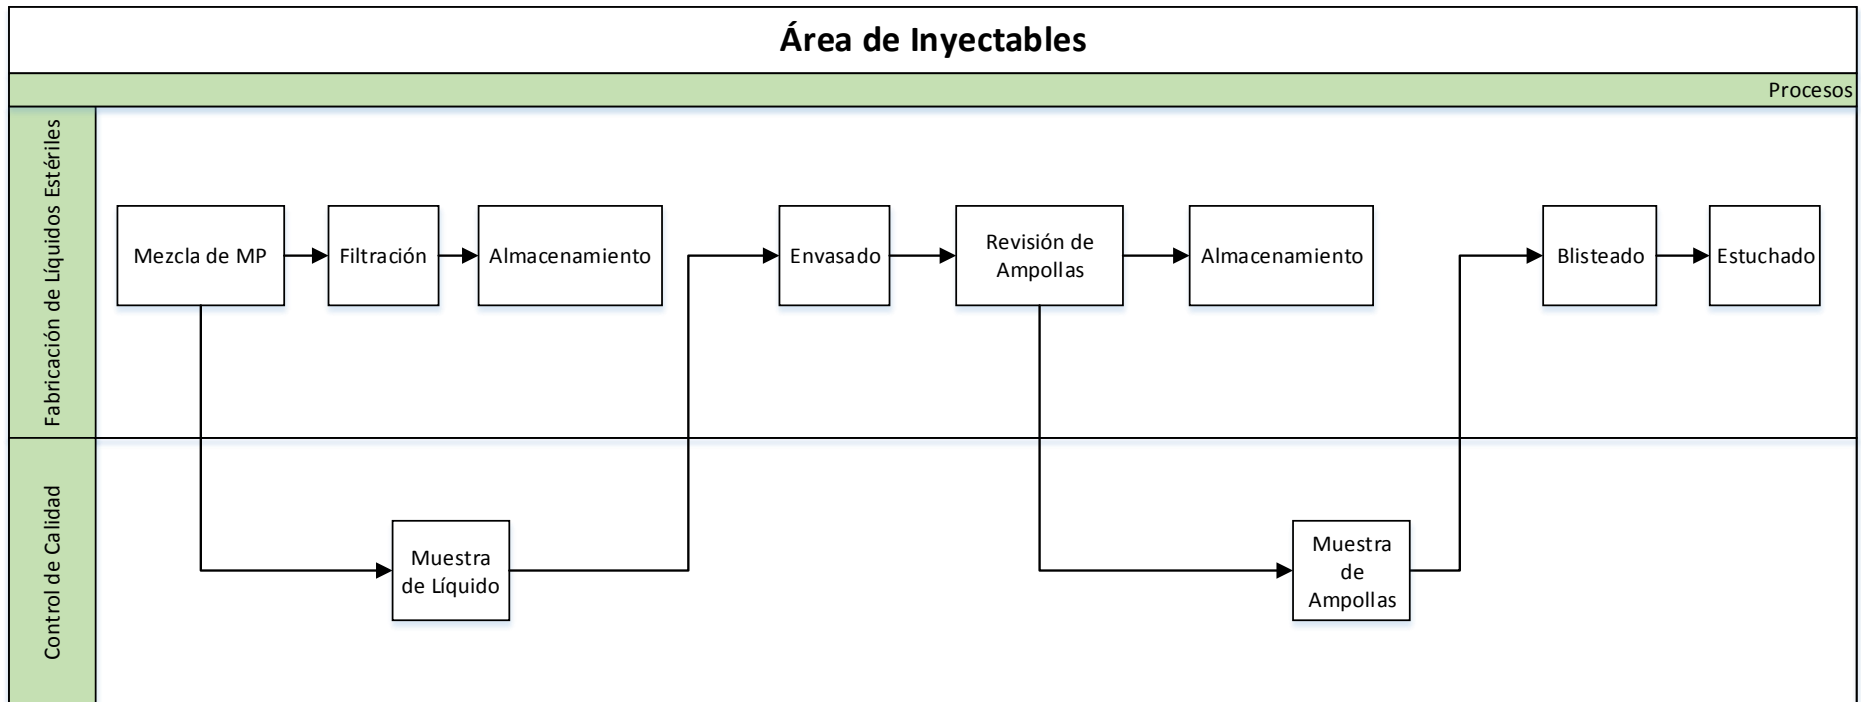 Área de Inyectables
Procesos
Fabricación de Líquidos Estériles
Mezcla de MP
Filtración
Almacenamiento
Envasado
Revisión de
Ampollas
Almacenamiento
Blisteado
Estuchado
Control de Calidad
Muestra
de Líquido
Muestra
de
Ampollas